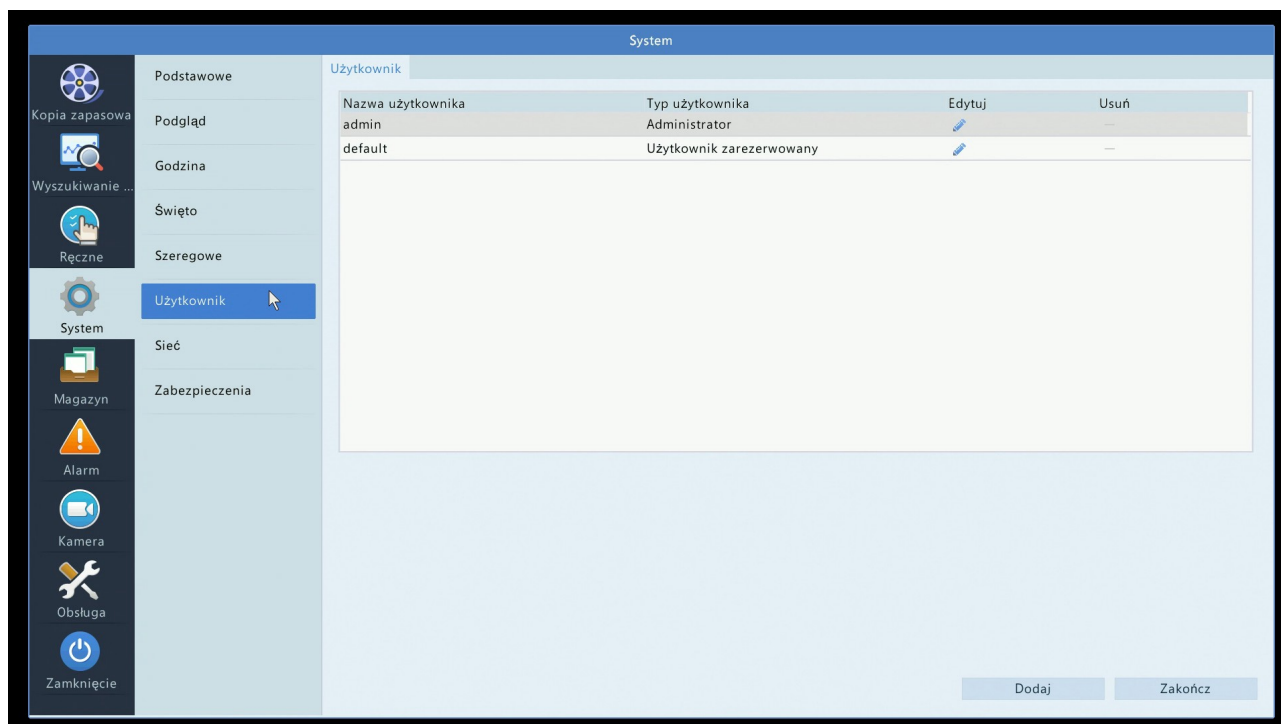 System
Kopia zapasowa
Wyszukiwanie ...
Ręczne
System
Magazyn
Alarm
Kamera
Obsługa
Zamknięcie
Podstawowe
Podgląd
Godzina
Święto
Szeregowe
Użytkownik
Sieć
Zabezpieczenia
Użytkownik
Nazwa użytkownika Typ użytkownika Edytuj Usuń
admin Administrator —
default Użytkownik zarezerwowany —
Dodaj Zakończ